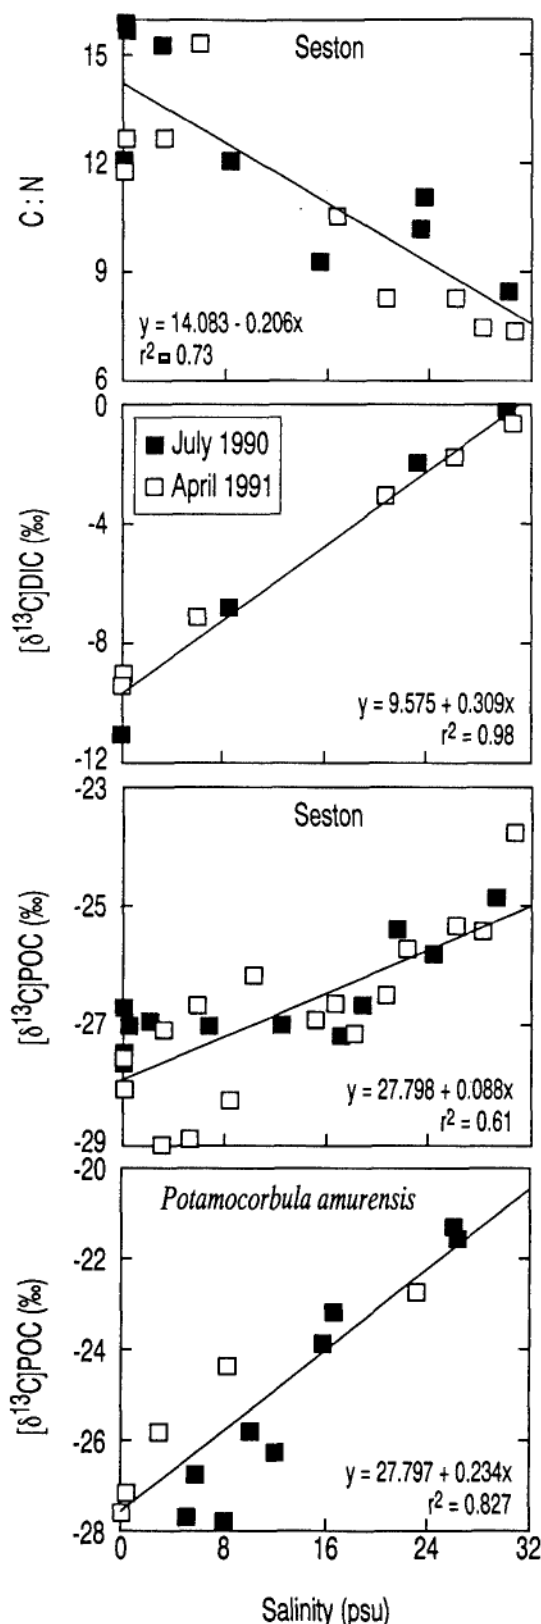 Seston
15
12
9
6
C:N
y = 14.083 - 0.206x
r2 = 0.73
0
-4
-8
-12
[δ13C]DIC (‰)
July 1990
April 1991
y = 9.575 + 0.309x
r2 = 0.98
-23
-25
-27
-29
[δ13C]POC (‰)
Seston
y = 27.798 + 0.088x
r2 = 0.61
-20
-22
-24
-26
-28
[δ13C]POC (‰)
Potamocorbula amurensis
y = 27.797 + 0.234x
r2 = 0.827
0 8 16 24 32
Salinity (psu)